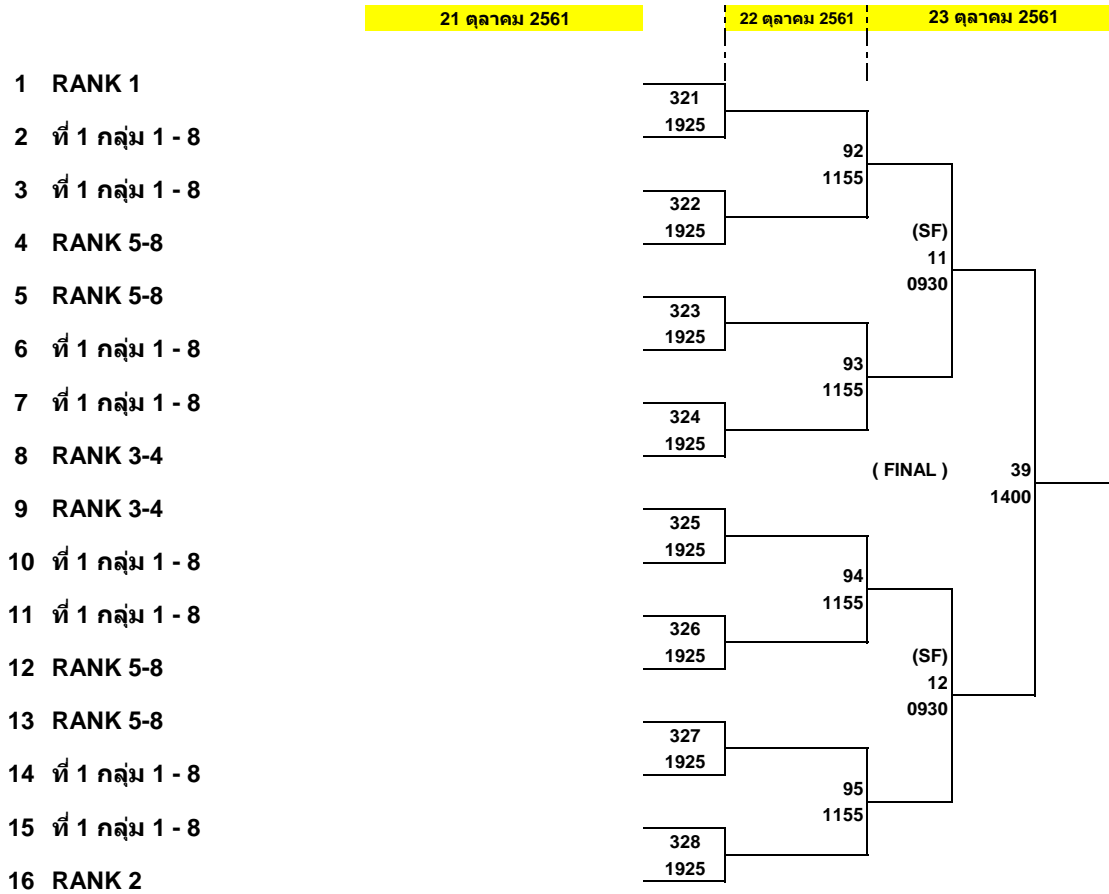 21 ตุลาคม 2561 22 ตุลาคม 2561 23 ตุลาคม 2561
1 RANK 1
321
1925
2 ที่ 1 กลุ่ม 1 - 8
92
1155
3 ที่ 1 กลุ่ม 1 - 8
322
1925
4 RANK 5-8
(SF)
11
0930
5 RANK 5-8
323
1925
6 ที่ 1 กลุ่ม 1 - 8
93
1155
7 ที่ 1 กลุ่ม 1 - 8
324
1925
8 RANK 3-4
( FINAL ) 39
1400
9 RANK 3-4
325
1925
10 ที่ 1 กลุ่ม 1 - 8
94
1155
11 ที่ 1 กลุ่ม 1 - 8
326
1925
12 RANK 5-8
(SF)
12
0930
13 RANK 5-8
327
1925
14 ที่ 1 กลุ่ม 1 - 8
95
1155
15 ที่ 1 กลุ่ม 1 - 8
328
1925
16 RANK 2